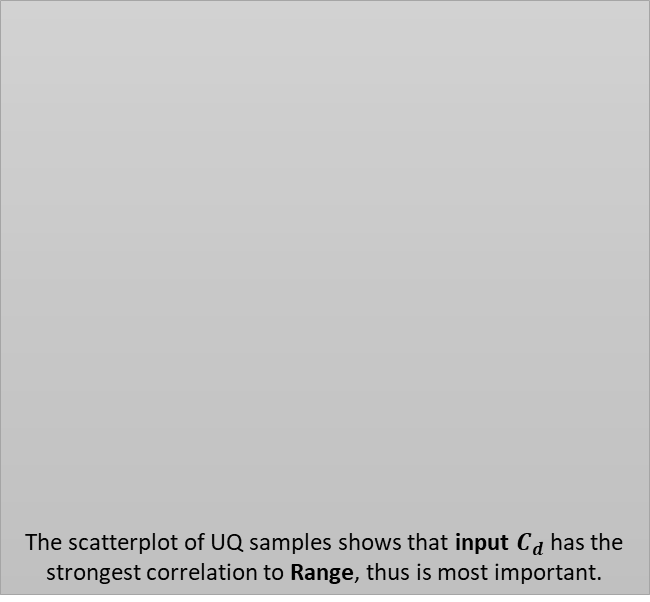 The scatterplot of UQ samples shows that input C_d has the
strongest correlation to Range, thus is most important.